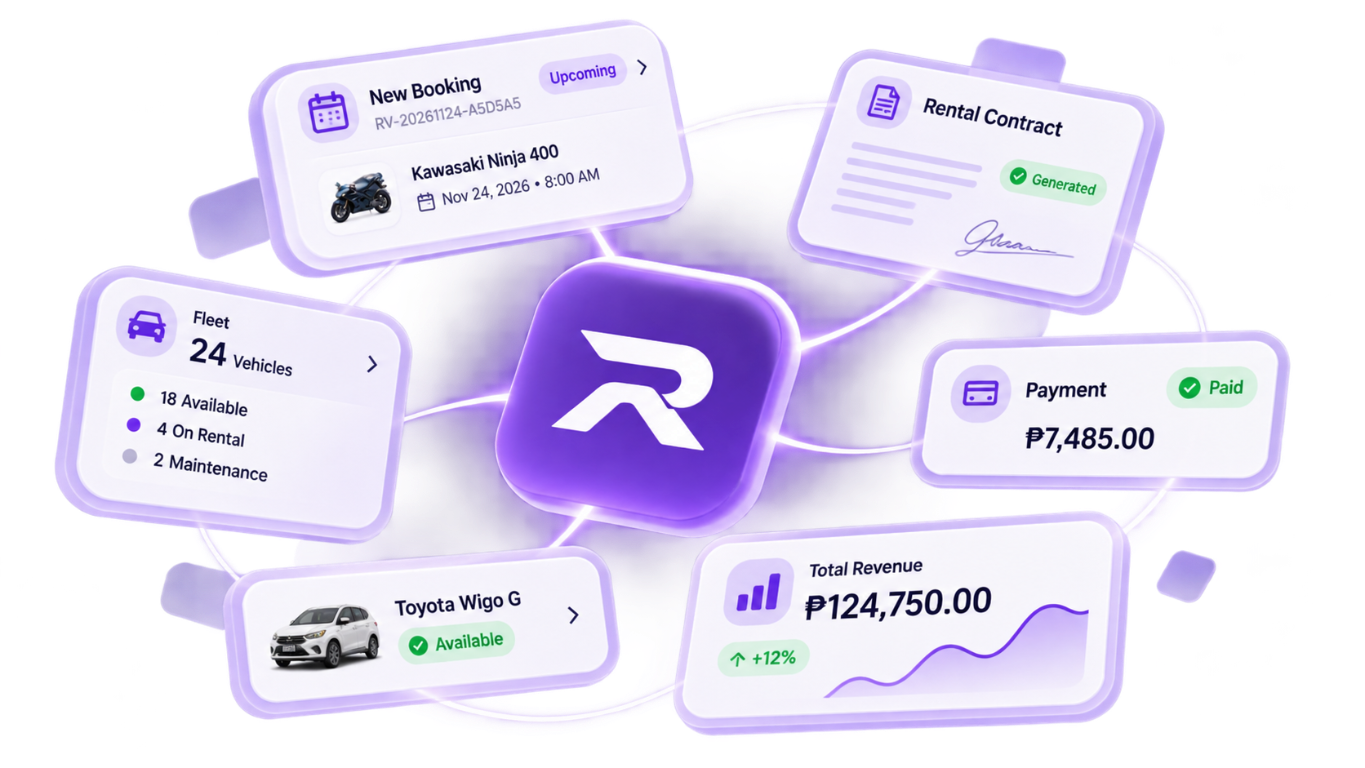 New Booking
Upcoming
RV-20261124-A5D5A5
Kawasaki Ninja 400
Nov 24, 2026 • 8:00 AM
Rental Contract
Generated
Fleet
24 Vehicles
18 Available
4 On Rental
2 Maintenance
R
Payment
Paid
₱7,485.00
Toyota Wigo G
Available
Total Revenue
₱124,750.00
+12%